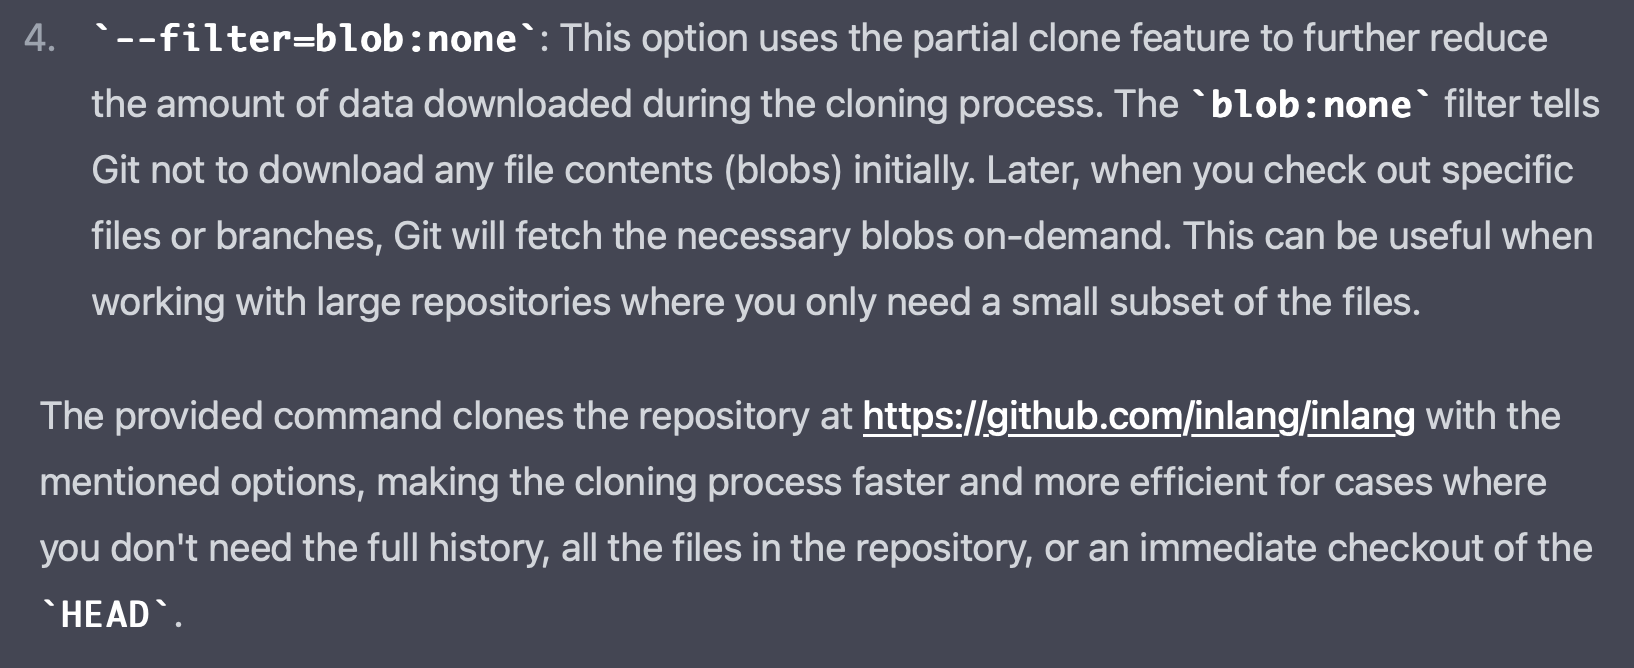 4. `--filter=blob:none`: This option uses the partial clone feature to further reduce
the amount of data downloaded during the cloning process. The `blob:none` filter tells
Git not to download any file contents (blobs) initially. Later, when you check out specific
files or branches, Git will fetch the necessary blobs on-demand. This can be useful when
working with large repositories where you only need a small subset of the files.
The provided command clones the repository at https://github.com/inlang/inlang with the
mentioned options, making the cloning process faster and more efficient for cases where
you don't need the full history, all the files in the repository, or an immediate checkout of the
`HEAD`.